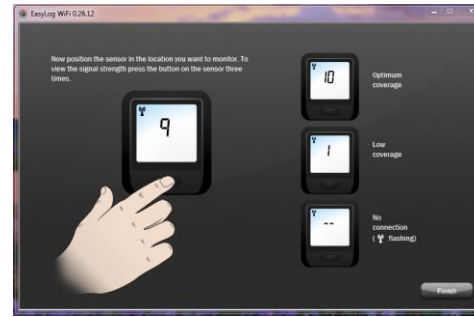 EasyLog WiFi 0.26.12
Now position the sensor in the location you want to monitor. To
view the signal strength press the button on the sensor three
times.
9
10
Optimum
coverage
1
Low
coverage
--
No
connection
( flashing)
Finish